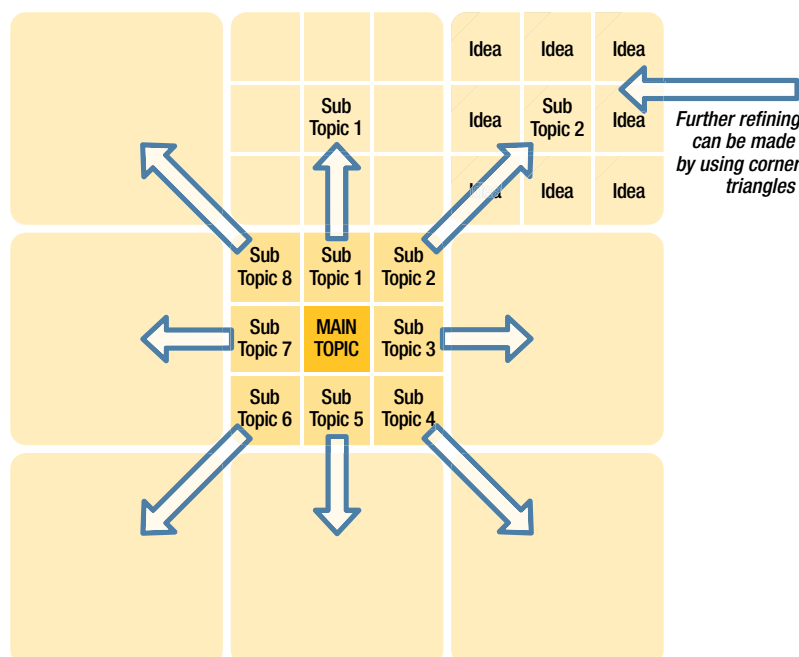 Idea Idea Idea
Sub
Topic 1
Idea
Sub
Topic 2
Idea
Further refining
can be made
by using corner
triangles
Idea Idea Idea
Sub
Topic 8
Sub
Topic 1
Sub
Topic 2
Sub
Topic 7
MAIN
TOPIC
Sub
Topic 3
Sub
Topic 6
Sub
Topic 5
Sub
Topic 4